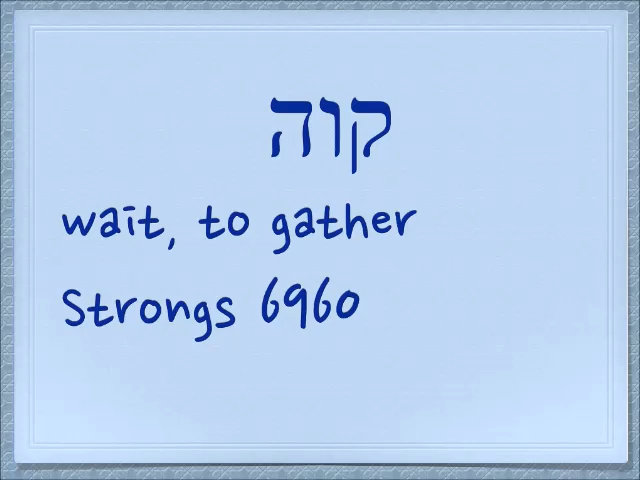 קוה
wait, to gather
Strongs 6960